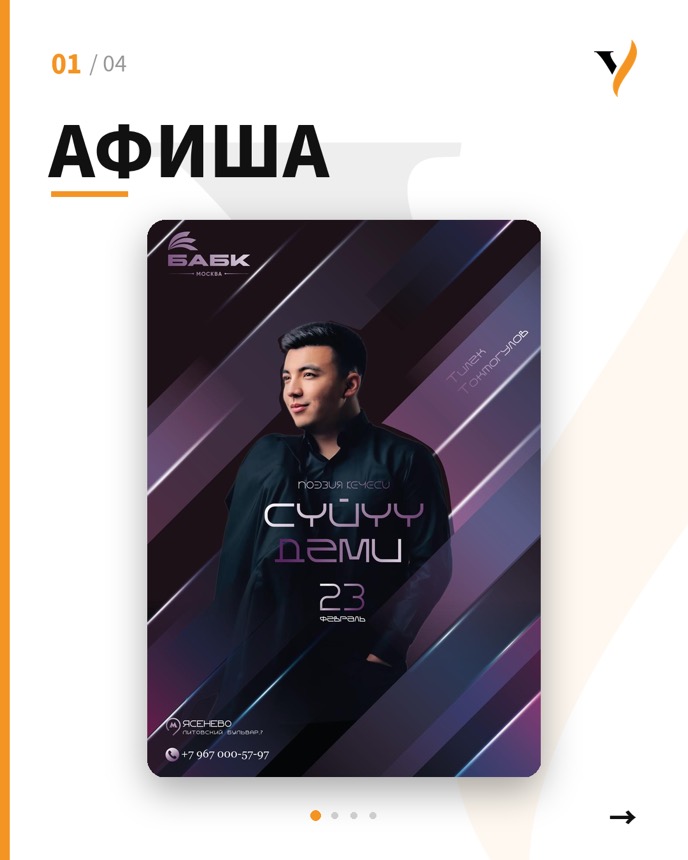 01 / 04
АФИША
БАБК
МОСКВА
Тилек
Токтогулов
ПОЭЗИЯ КЕЧЕСИ
СҮЙҮҮ
ДЕМИ
23
ФЕВРАЛЬ
ЯСЕНЕВО
ЛИТОВСКИЙ БУЛЬВАР.7
+7 967 000-57-97